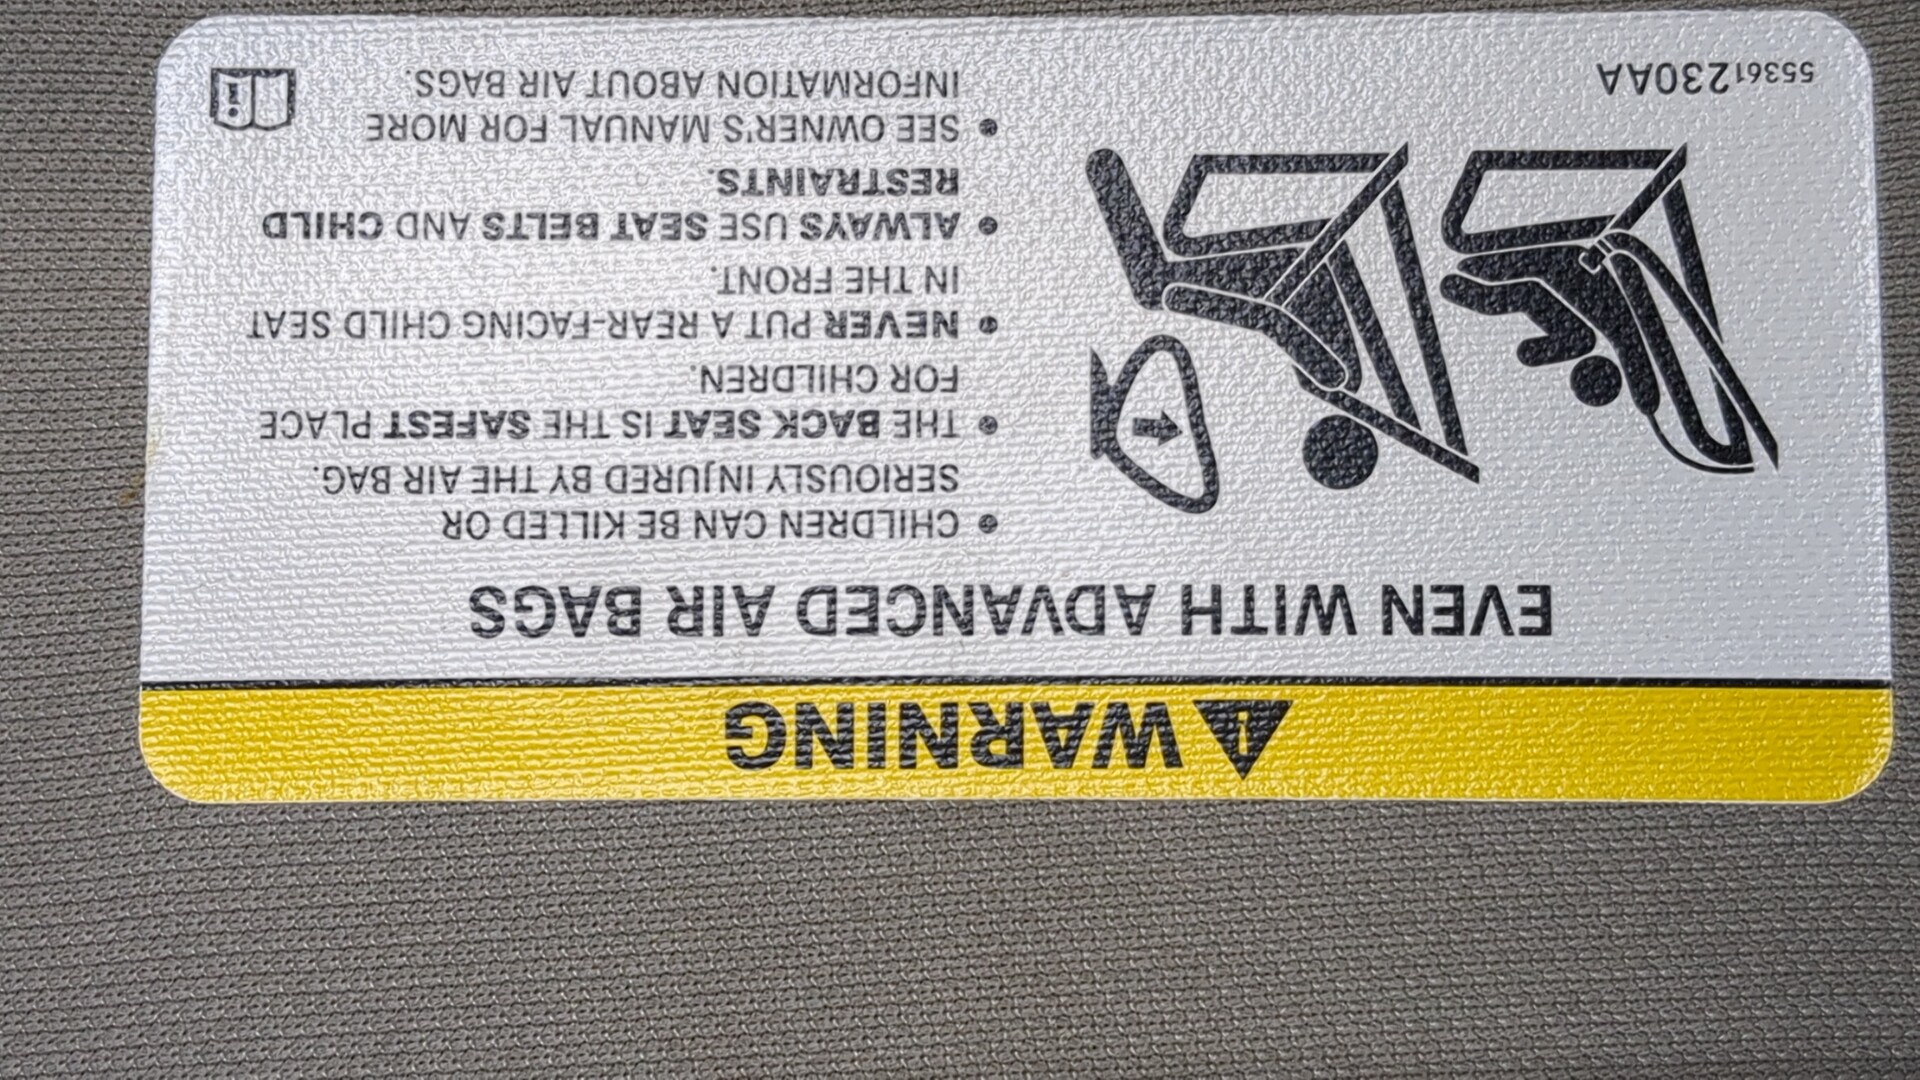 WARNING
EVEN WITH ADVANCED AIR BAGS
• CHILDREN CAN BE KILLED OR
SERIOUSLY INJURED BY THE AIR BAG.
• THE BACK SEAT IS THE SAFEST PLACE
FOR CHILDREN.
• NEVER PUT A REAR-FACING CHILD SEAT
IN THE FRONT.
• ALWAYS USE SEAT BELTS AND CHILD
RESTRAINTS.
• SEE OWNER'S MANUAL FOR MORE
INFORMATION ABOUT AIR BAGS.
55361230AA